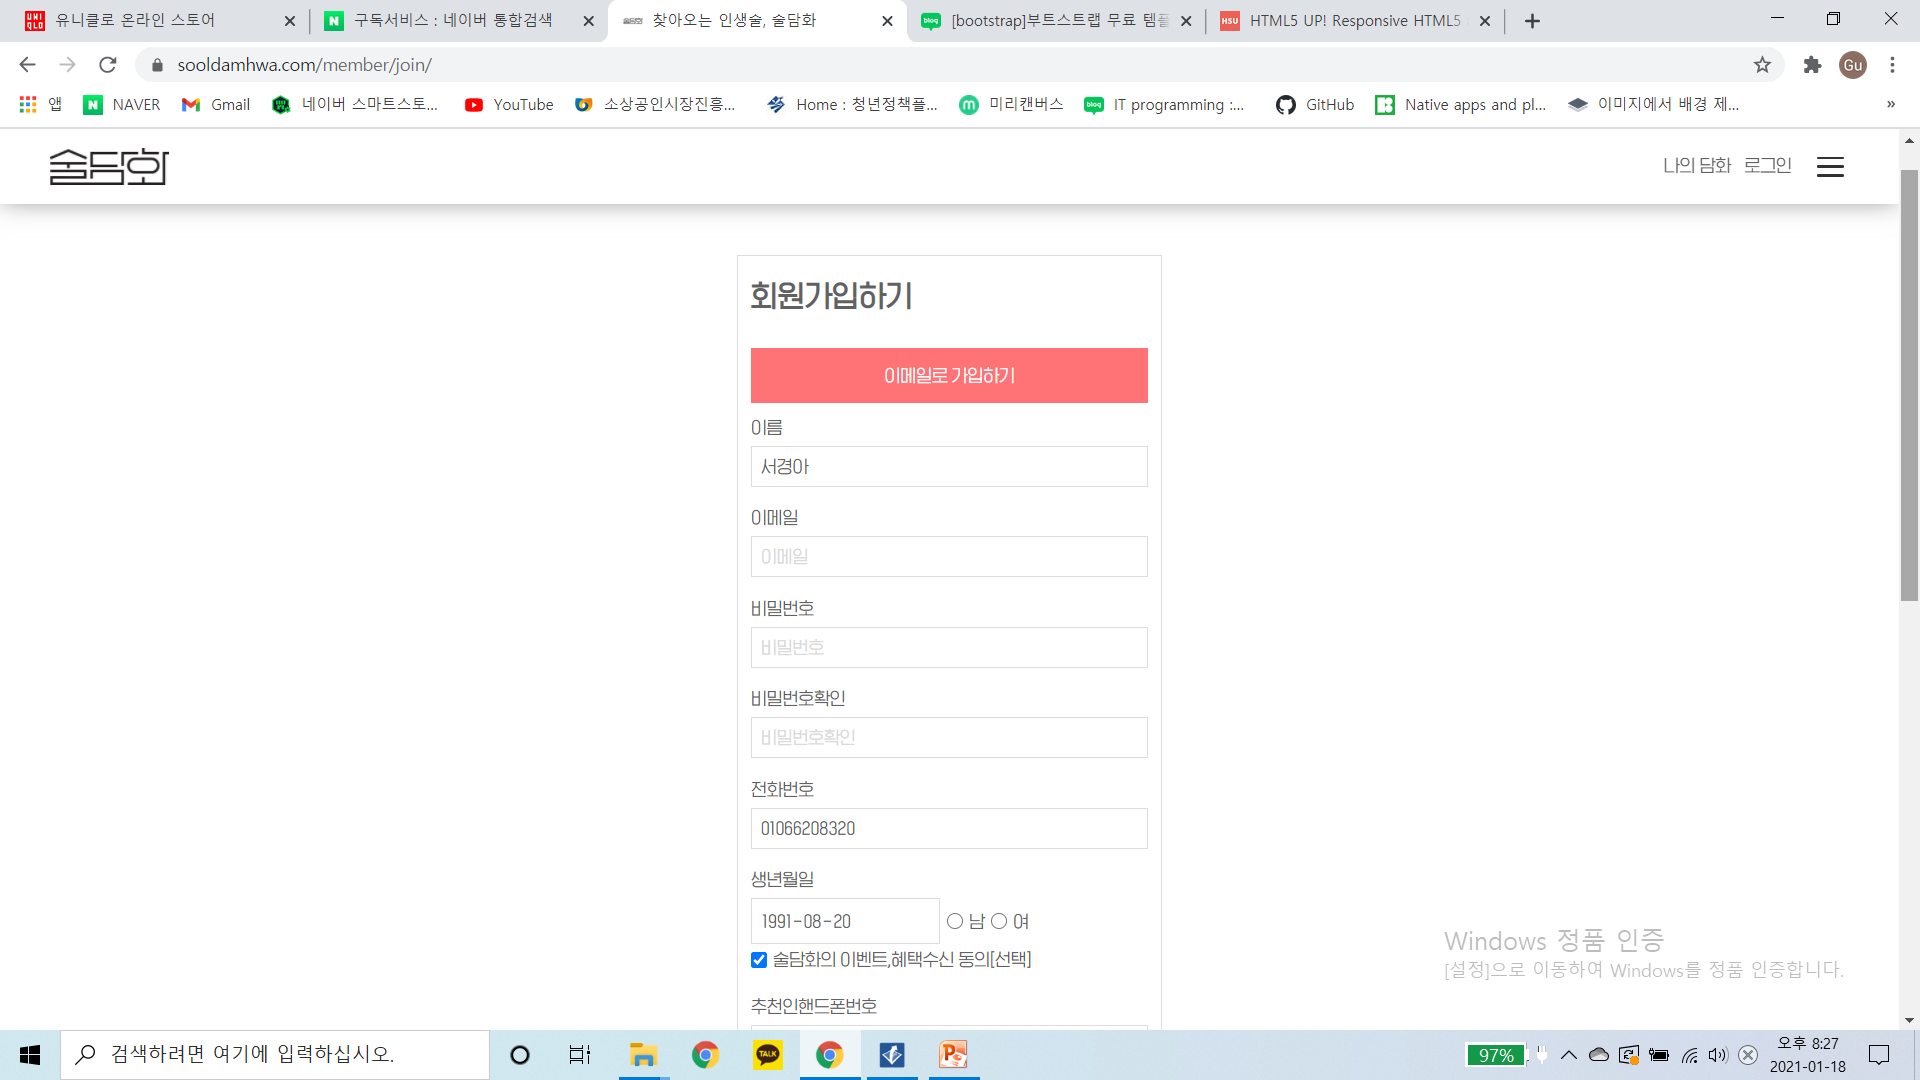 유니클로 온라인 스토어
구독서비스 : 네이버 통합검색
찾아오는 인생술, 술담화
[bootstrap]부트스트랩 무료 템플
HTML5 UP! Responsive HTML5
sooldamhwa.com/member/join/
Gu
앱
NAVER
Gmail
네이버 스마트스토...
YouTube
소상공인시장진흥...
Home : 청년정책플...
미리캔버스
IT programming :...
GitHub
Native apps and pl...
이미지에서 배경 제...
술담화
나의 담화
로그인
회원가입하기
이메일로 가입하기
이름
서경아
이메일
이메일
비밀번호
비밀번호
비밀번호확인
비밀번호확인
전화번호
01066208320
생년월일
1991-08-20 남 여
술담화의 이벤트,혜택수신 동의[선택]
추천인핸드폰번호
Windows 정품 인증
[설정]으로 이동하여 Windows를 정품 인증합니다.
검색하려면 여기에 입력하십시오.
97%
오후 8:27
2021-01-18